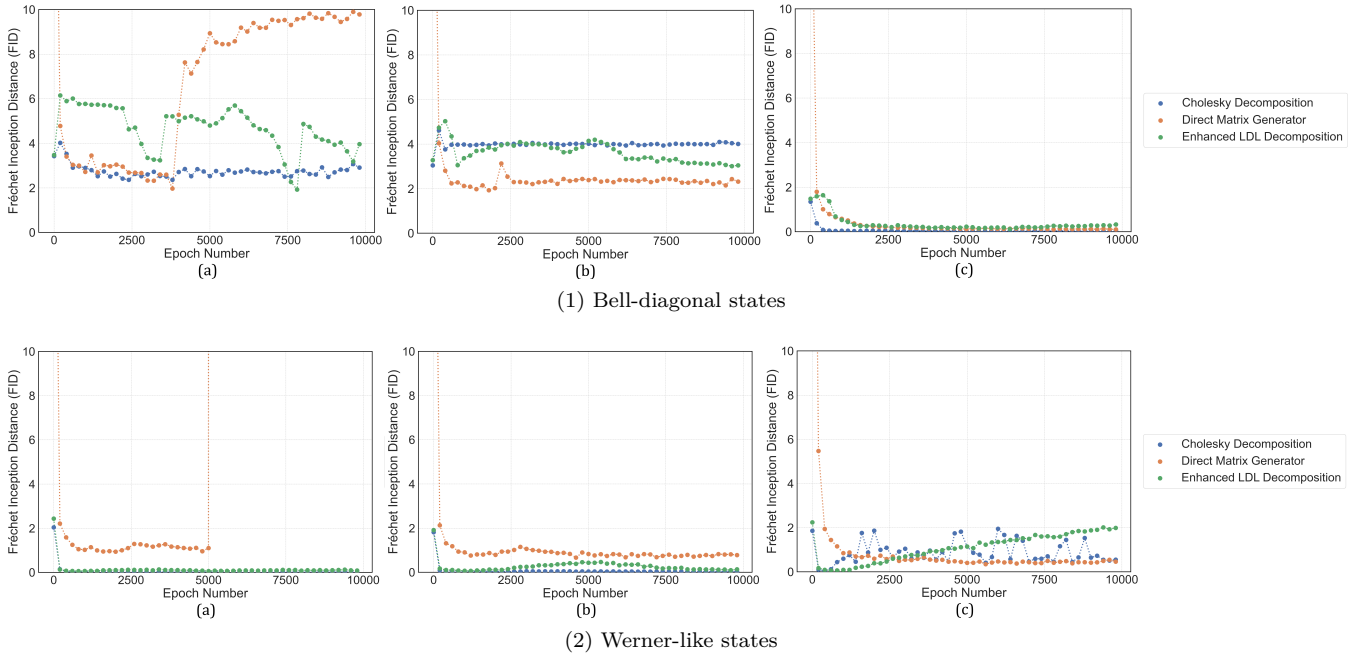 Fréchet Inception Distance (FID)
10
8
6
4
2
0
0 2500 5000 7500 10000
Epoch Number
(a)
Fréchet Inception Distance (FID)
10
8
6
4
2
0
0 2500 5000 7500 10000
Epoch Number
(b)
Fréchet Inception Distance (FID)
10
8
6
4
2
0
0 2500 5000 7500 10000
Epoch Number
(c)
Cholesky Decomposition
Direct Matrix Generator
Enhanced LDL Decomposition
(1) Bell-diagonal states
Fréchet Inception Distance (FID)
10
8
6
4
2
0
0 2500 5000 7500 10000
Epoch Number
(a)
Fréchet Inception Distance (FID)
10
8
6
4
2
0
0 2500 5000 7500 10000
Epoch Number
(b)
Fréchet Inception Distance (FID)
10
8
6
4
2
0
0 2500 5000 7500 10000
Epoch Number
(c)
Cholesky Decomposition
Direct Matrix Generator
Enhanced LDL Decomposition
(2) Werner-like states